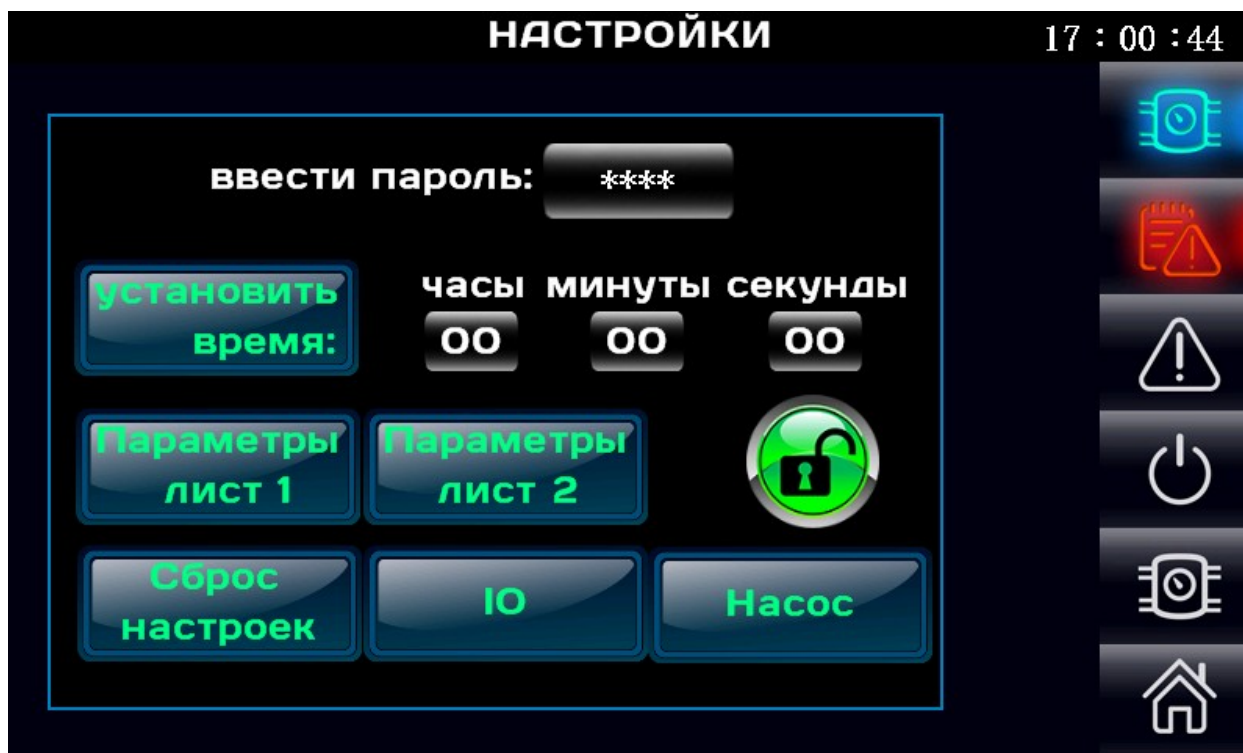 НАСТРОЙКИ
17 : 00 : 44
ввести пароль: ****
установить
время:
часы минуты секунды
00 00 00
Параметры
лист 1
Параметры
лист 2
Сброс
настроек
IO
Насос